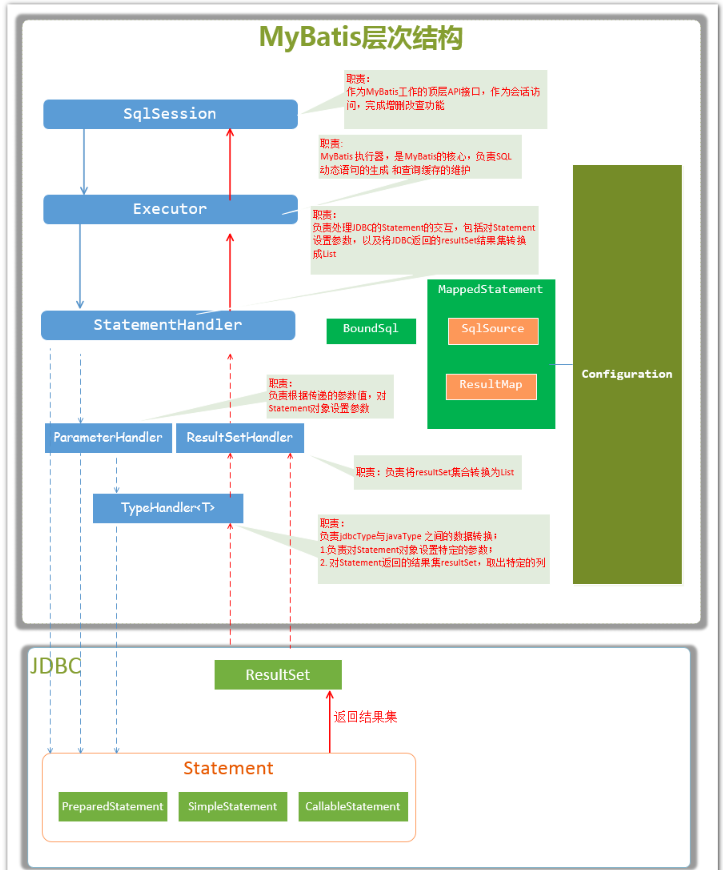 MyBatis层次结构
职责：
作为MyBatis工作的顶层API接口，作为会话访
问，完成增删改查功能
SqlSession
职责:
MyBatis 执行器，是MyBatis的核心，负责SQL
动态语句的生成 和查询缓存的维护
Executor
职责：
负责处理JDBC的Statement的交互，包括对Statement
设置参数，以及将JDBC返回的resultSet结果集转换
成List
StatementHandler
BoundSql
MappedStatement
SqlSource
ResultMap
Configuration
职责：
负责根据传递的参数值，对
Statement对象设置参数
ParameterHandler
ResultSetHandler
职责：负责将resultSet集合转换为List
TypeHandler<T>
职责：
负责jdbcType与javaType 之间的数据转换；
1.负责对Statement对象设置特定的参数；
2. 对Statement返回的结果集resultSet，取出特定的列
JDBC
ResultSet
返回结果集
Statement
PreparedStatement
SimpleStatement
CallableStatement